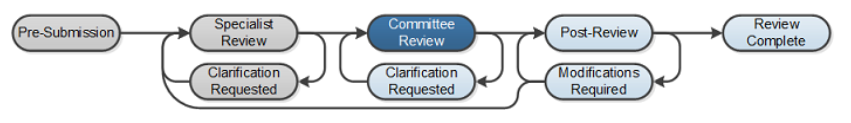 Pre-Submission
Specialist
Review
Clarification
Requested
Committee
Review
Clarification
Requested
Post-Review
Modifications
Required
Review
Complete